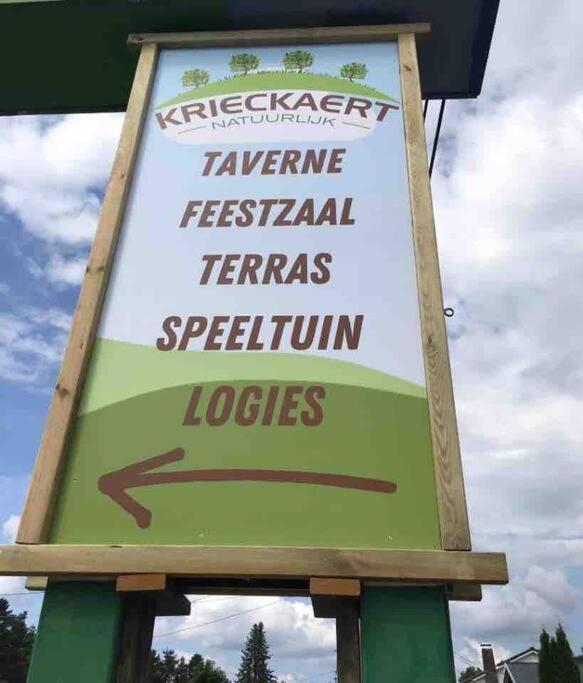 KRIECKAERT
NATUURLIJK
TAVERNE
FEESTZAAL
TERRAS
SPEELTUIN
LOGIES